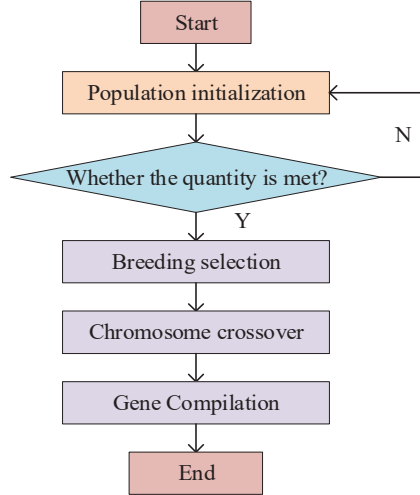 Start
Population initialization
N
Whether the quantity is met?
Y
Breeding selection
Chromosome crossover
Gene Compilation
End